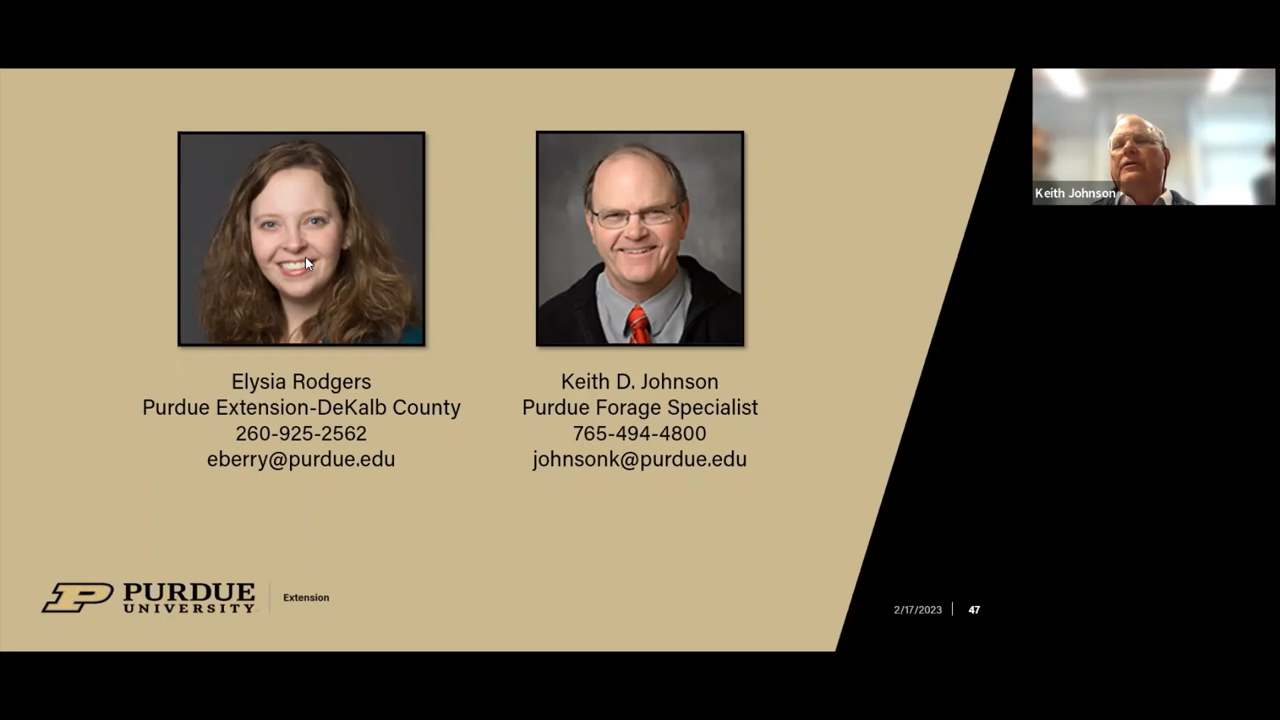 Keith Johnson
Elysia Rodgers
Purdue Extension-DeKalb County
260-925-2562
eberry@purdue.edu
Keith D. Johnson
Purdue Forage Specialist
765-494-4800
johnsonk@purdue.edu
P PURDUE UNIVERSITY
Extension
2/17/2023 | 47